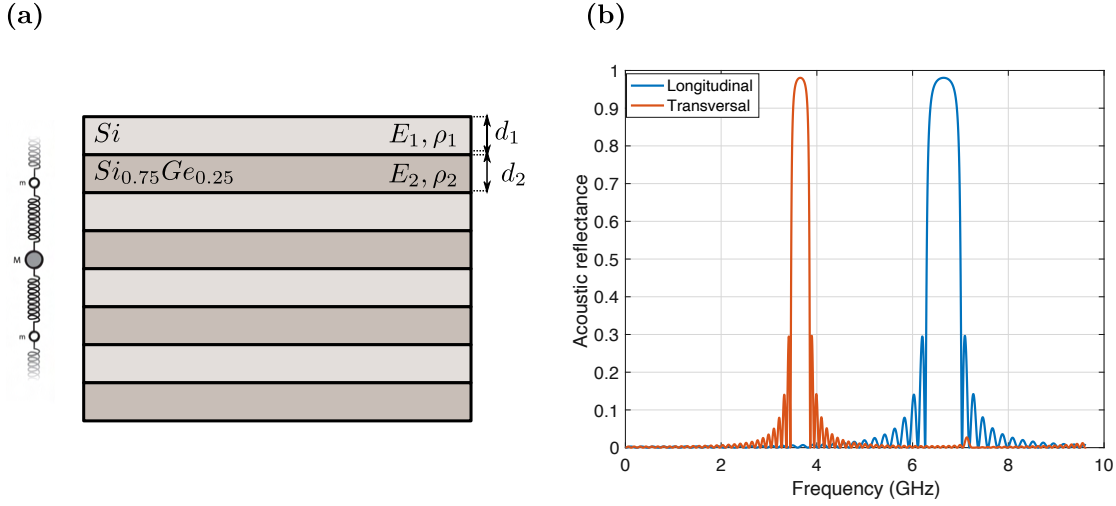 (a)
Si
E₁, ρ₁
d₁
Si₀.₇₅Ge₀.₂₅
E₂, ρ₂
d₂
m
M
m
(b)
Longitudinal
Transversal
Acoustic reflectance
1
0.9
0.8
0.7
0.6
0.5
0.4
0.3
0.2
0.1
0
0 2 4 6 8 10
Frequency (GHz)